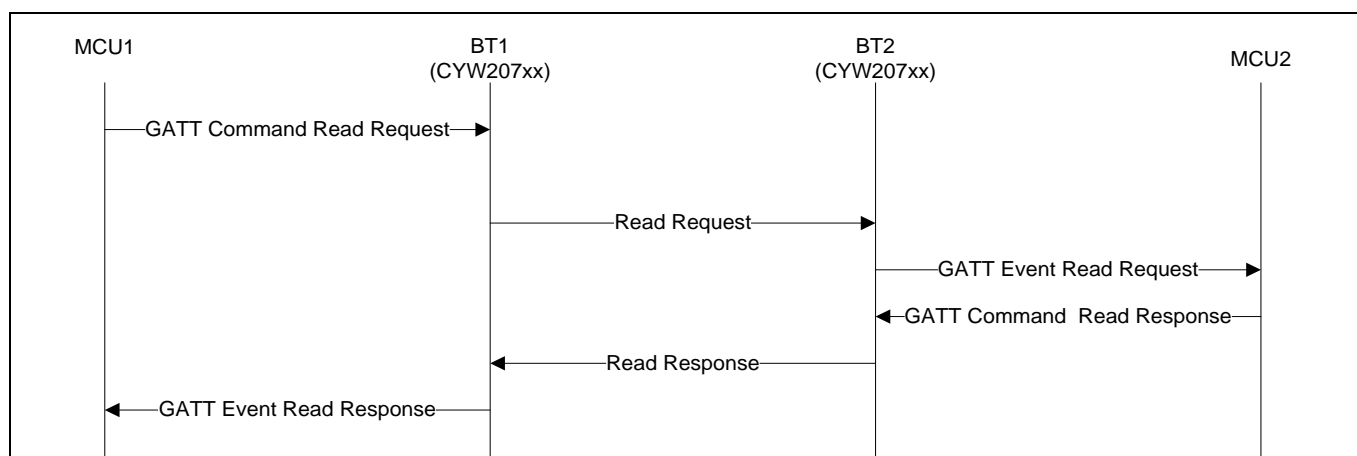 MCU1
BT1
(CYW207xx)
BT2
(CYW207xx)
MCU2
GATT Command Read Request
Read Request
GATT Event Read Request
GATT Command  Read Response
Read Response
GATT Event Read Response